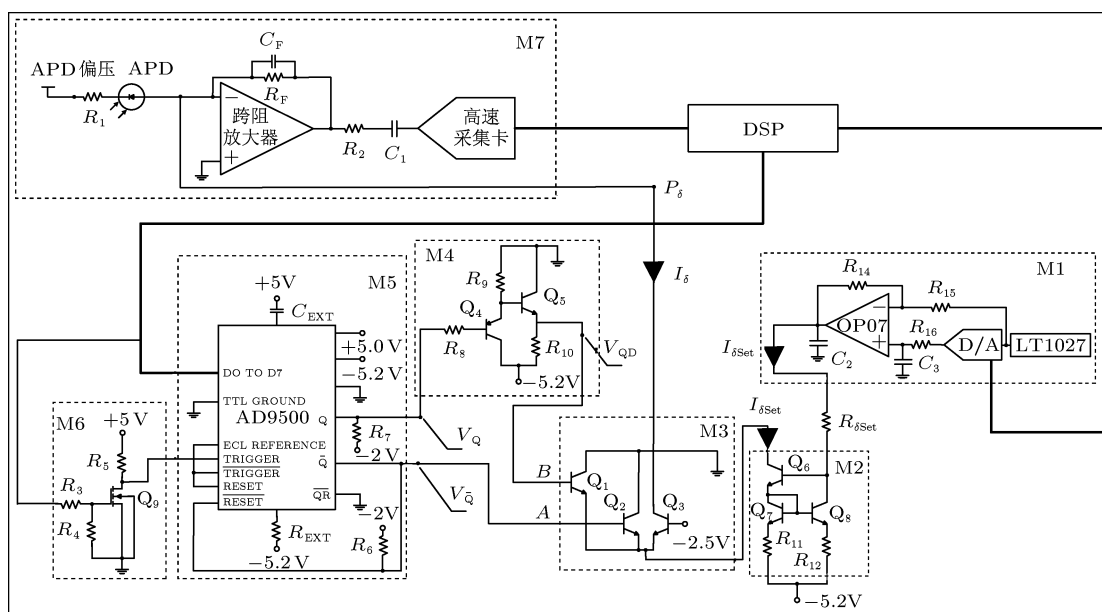 M7
C_F
APD 偏压 APD
R_F
R_1
− 跨阻
放大器
+
R_2
C_1
高速
采集卡
DSP
P_δ
I_δ
M4
R_9
Q_4
Q_5
R_8
R_10
V_QD
−5.2V
M5
+5V
C_EXT
+5.0 V
−5.2 V
DO TO D7
TTL GROUND
AD9500
Q
ECL REFERENCE
TRIGGER
TRIGGER
RESET
RESET
Q̄
QR
R_7
−2 V
V_Q
V_Q̄
−2V
R_6
R_EXT
−5.2 V
M6
+5 V
R_5
R_3
R_4
Q_9
M3
B
Q_1
Q_2
Q_3
A
−2.5V
M1
R_14
R_15
−
OP07
+
R_16
D/A
LT1027
C_2
C_3
I_δSet
I_δSet
R_δSet
M2
Q_6
Q_7
Q_8
R_11
R_12
−5.2V